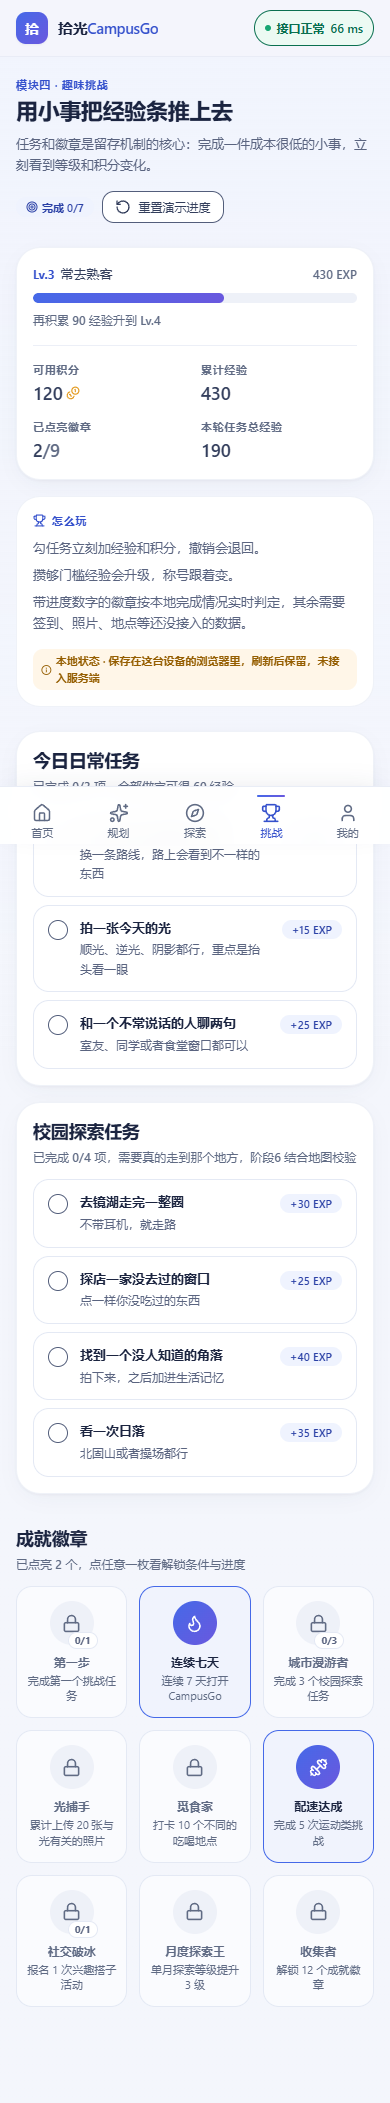 拾 拾光CampusGo
接口正常 66 ms
模块四 · 趣味挑战
用小事把经验条推上去
任务和徽章是留存机制的核心：完成一件成本很低的小事，立
刻看到等级和积分变化。
完成 0/7
重置演示进度
Lv.3 常去熟客
430 EXP
再积累 90 经验升到 Lv.4
可用积分
120
累计经验
430
已点亮徽章
2/9
本轮任务总经验
190
怎么玩
勾任务立刻加经验和积分，撤销会退回。
攒够门槛经验会升级，称号跟着变。
带进度数字的徽章按本地完成情况实时判定，其余需要
签到、照片、地点等还没接入的数据。
本地状态 · 保存在这台设备的浏览器里，刷新后保留，未接
入服务端
今日日常任务
已完成 0/3 项，全部做完可得 60 经验
首页
规划
探索
挑战
我的
换一条路线，路上会看到不一样的
东西
拍一张今天的光
+15 EXP
顺光、逆光、阴影都行，重点是抬
头看一眼
和一个不常说话的人聊两句
+25 EXP
室友、同学或者食堂窗口都可以
校园探索任务
已完成 0/4 项，需要真的走到那个地方，阶段6 结合地图校验
去镜湖走完一整圈
+30 EXP
不带耳机，就走路
探店一家没去过的窗口
+25 EXP
点一样你没吃过的东西
找到一个没人知道的角落
+40 EXP
拍下来，之后加进生活记忆
看一次日落
+35 EXP
北固山或者操场都行
成就徽章
已点亮 2 个，点任意一枚看解锁条件与进度
0/1
第一步
完成第一个挑战任
务
连续七天
连续 7 天打开
CampusGo
0/3
城市漫游者
完成 3 个校园探索
任务
光捕手
累计上传 20 张与
光有关的照片
觅食家
打卡 10 个不同的
吃喝地点
配速达成
完成 5 次运动类挑
战
0/1
社交破冰
报名 1 次兴趣搭子
活动
月度探索王
单月探索等级提升
3 级
收集者
解锁 12 个成就徽
章